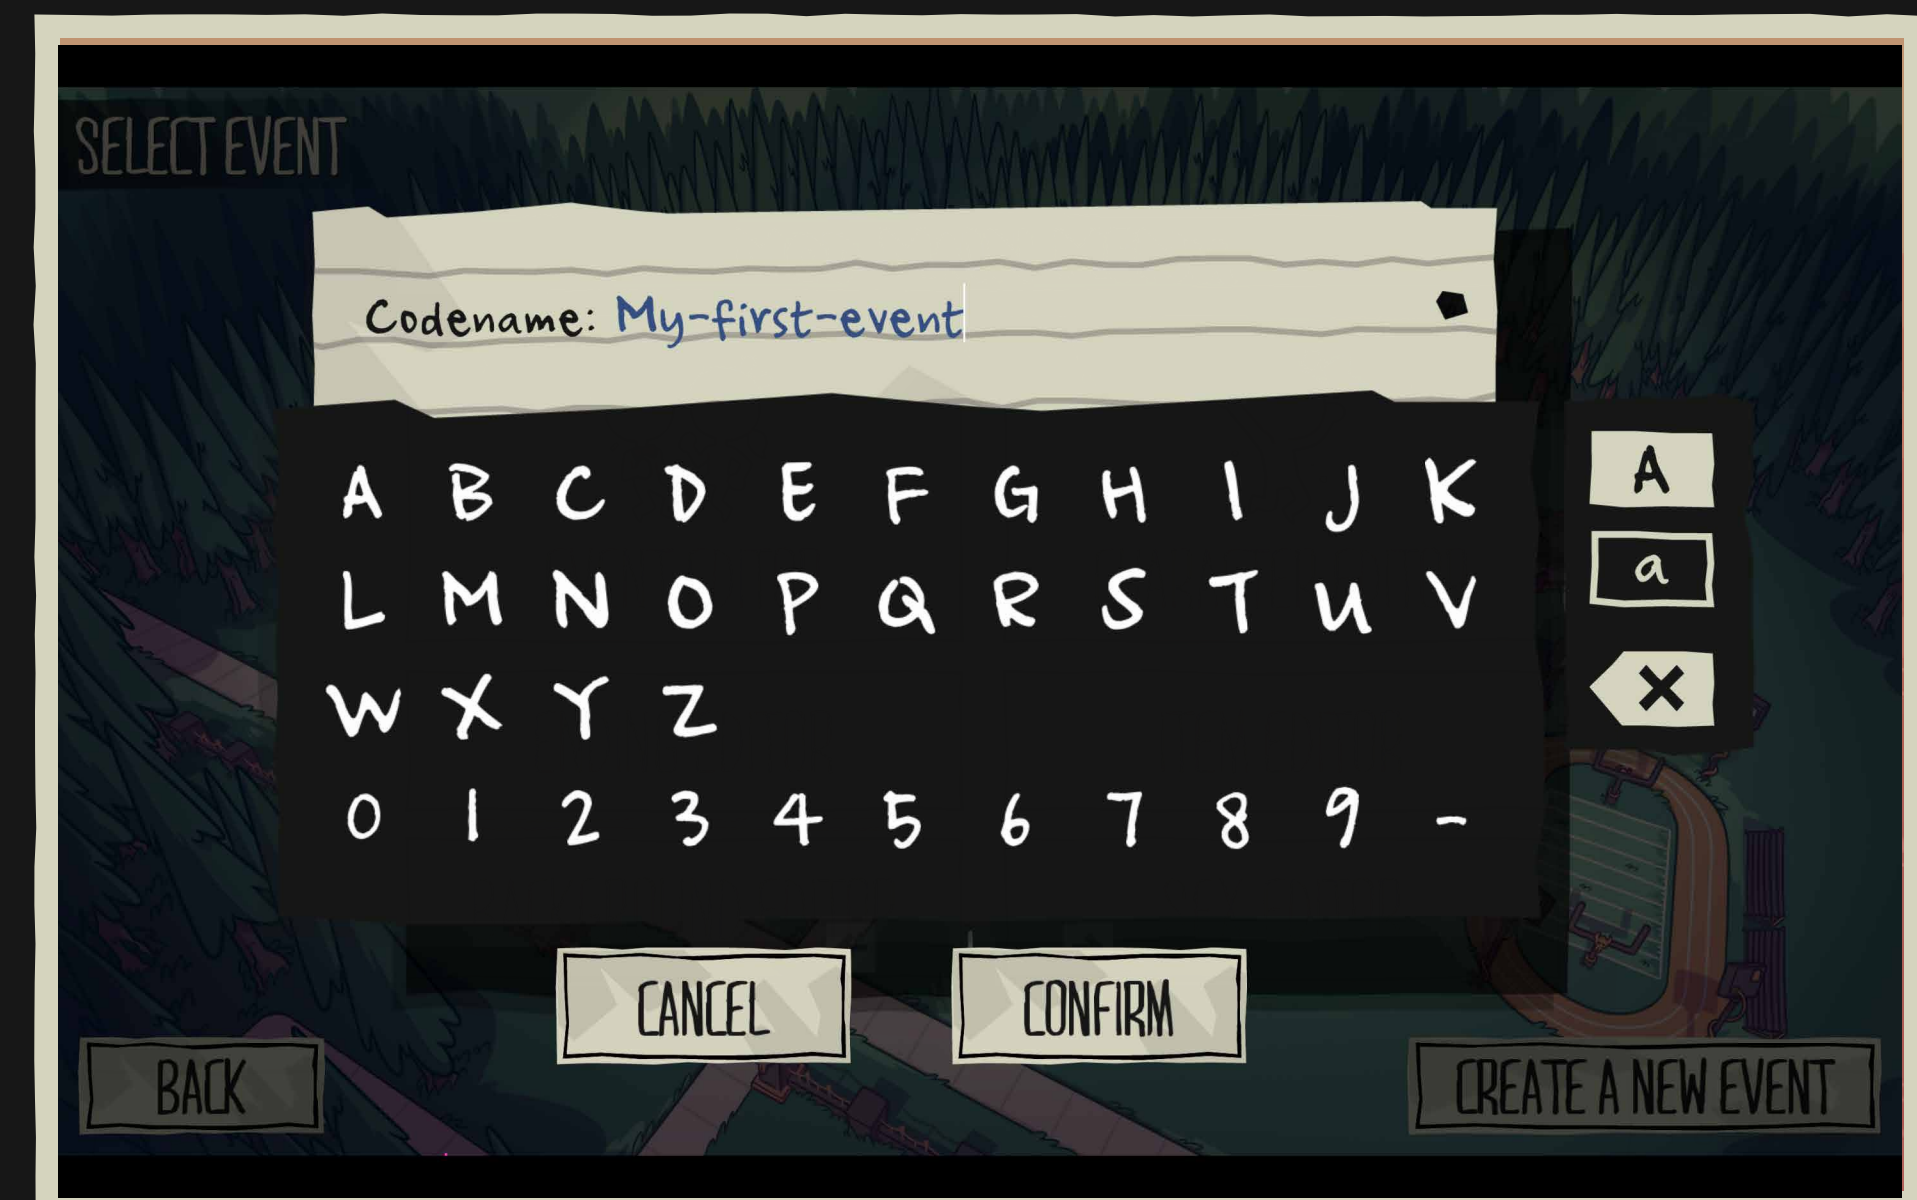 SELECT EVENT
Codename: My-first-event
A B C D E F G H I J K
A
L M N O P Q R S T U V
a
W X Y Z
0 1 2 3 4 5 6 7 8 9 -
CANCEL CONFIRM
BACK CREATE A NEW EVENT